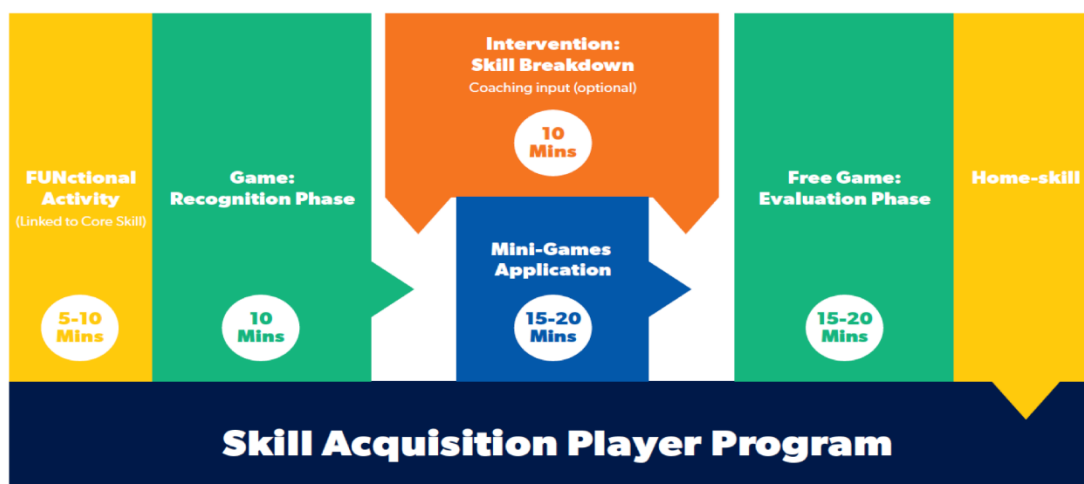 FUNctional
Activity
(Linked to Core Skill)
5-10
Mins
Game:
Recognition Phase
10
Mins
Intervention:
Skill Breakdown
Coaching input (optional)
10
Mins
Mini-Games
Application
15-20
Mins
Free Game:
Evaluation Phase
15-20
Mins
Home-skill
Skill Acquisition Player Program